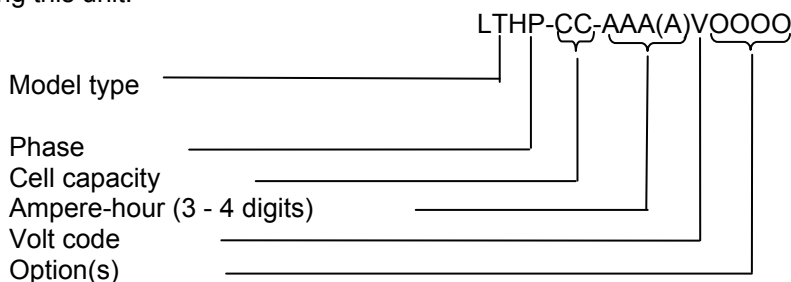 ng this unit.
LTHP-CC-AAA(A)VOOOO
Model type
Phase
Cell capacity
Ampere-hour (3 - 4 digits)
Volt code
Option(s)